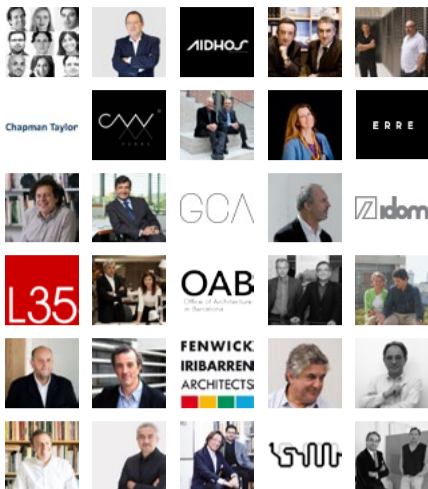 AIDHOS
Chapman Taylor
ERRE
GCA
idom
L35
OAB
Office of Architecture
in Barcelona
FENWICK
IRIBARREN
ARCHITECTS